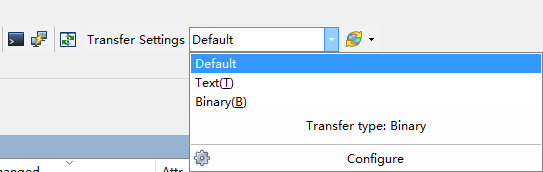 Transfer Settings Default
Default
Text(T)
Binary(B)
Transfer type: Binary
Configure
Attr